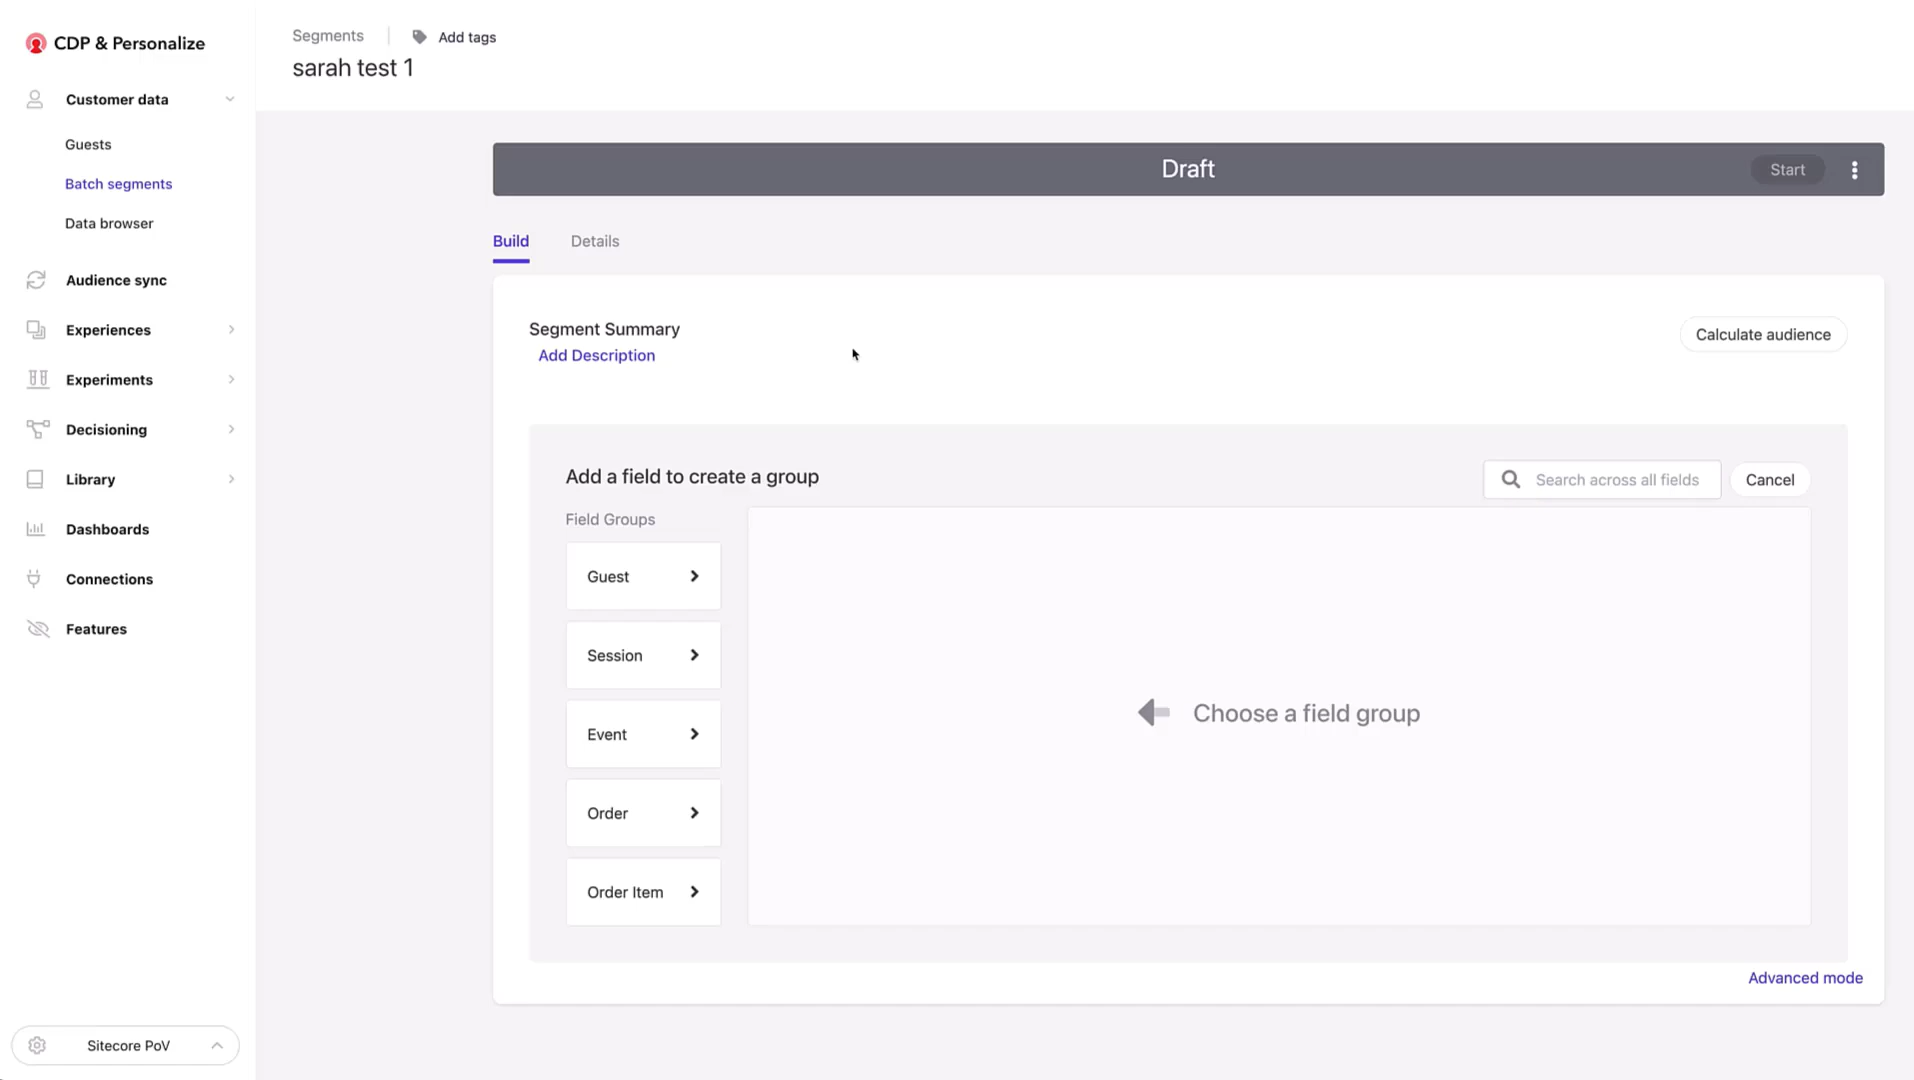 CDP & Personalize
Customer data
Guests
Batch segments
Data browser
Audience sync
Experiences
Experiments
Decisioning
Library
Dashboards
Connections
Features
Sitecore PoV
Segments
Add tags
sarah test 1
Draft
Start
Build
Details
Segment Summary
Add Description
Calculate audience
Add a field to create a group
Search across all fields
Cancel
Field Groups
Guest
Session
Event
Order
Order Item
Choose a field group
Advanced mode